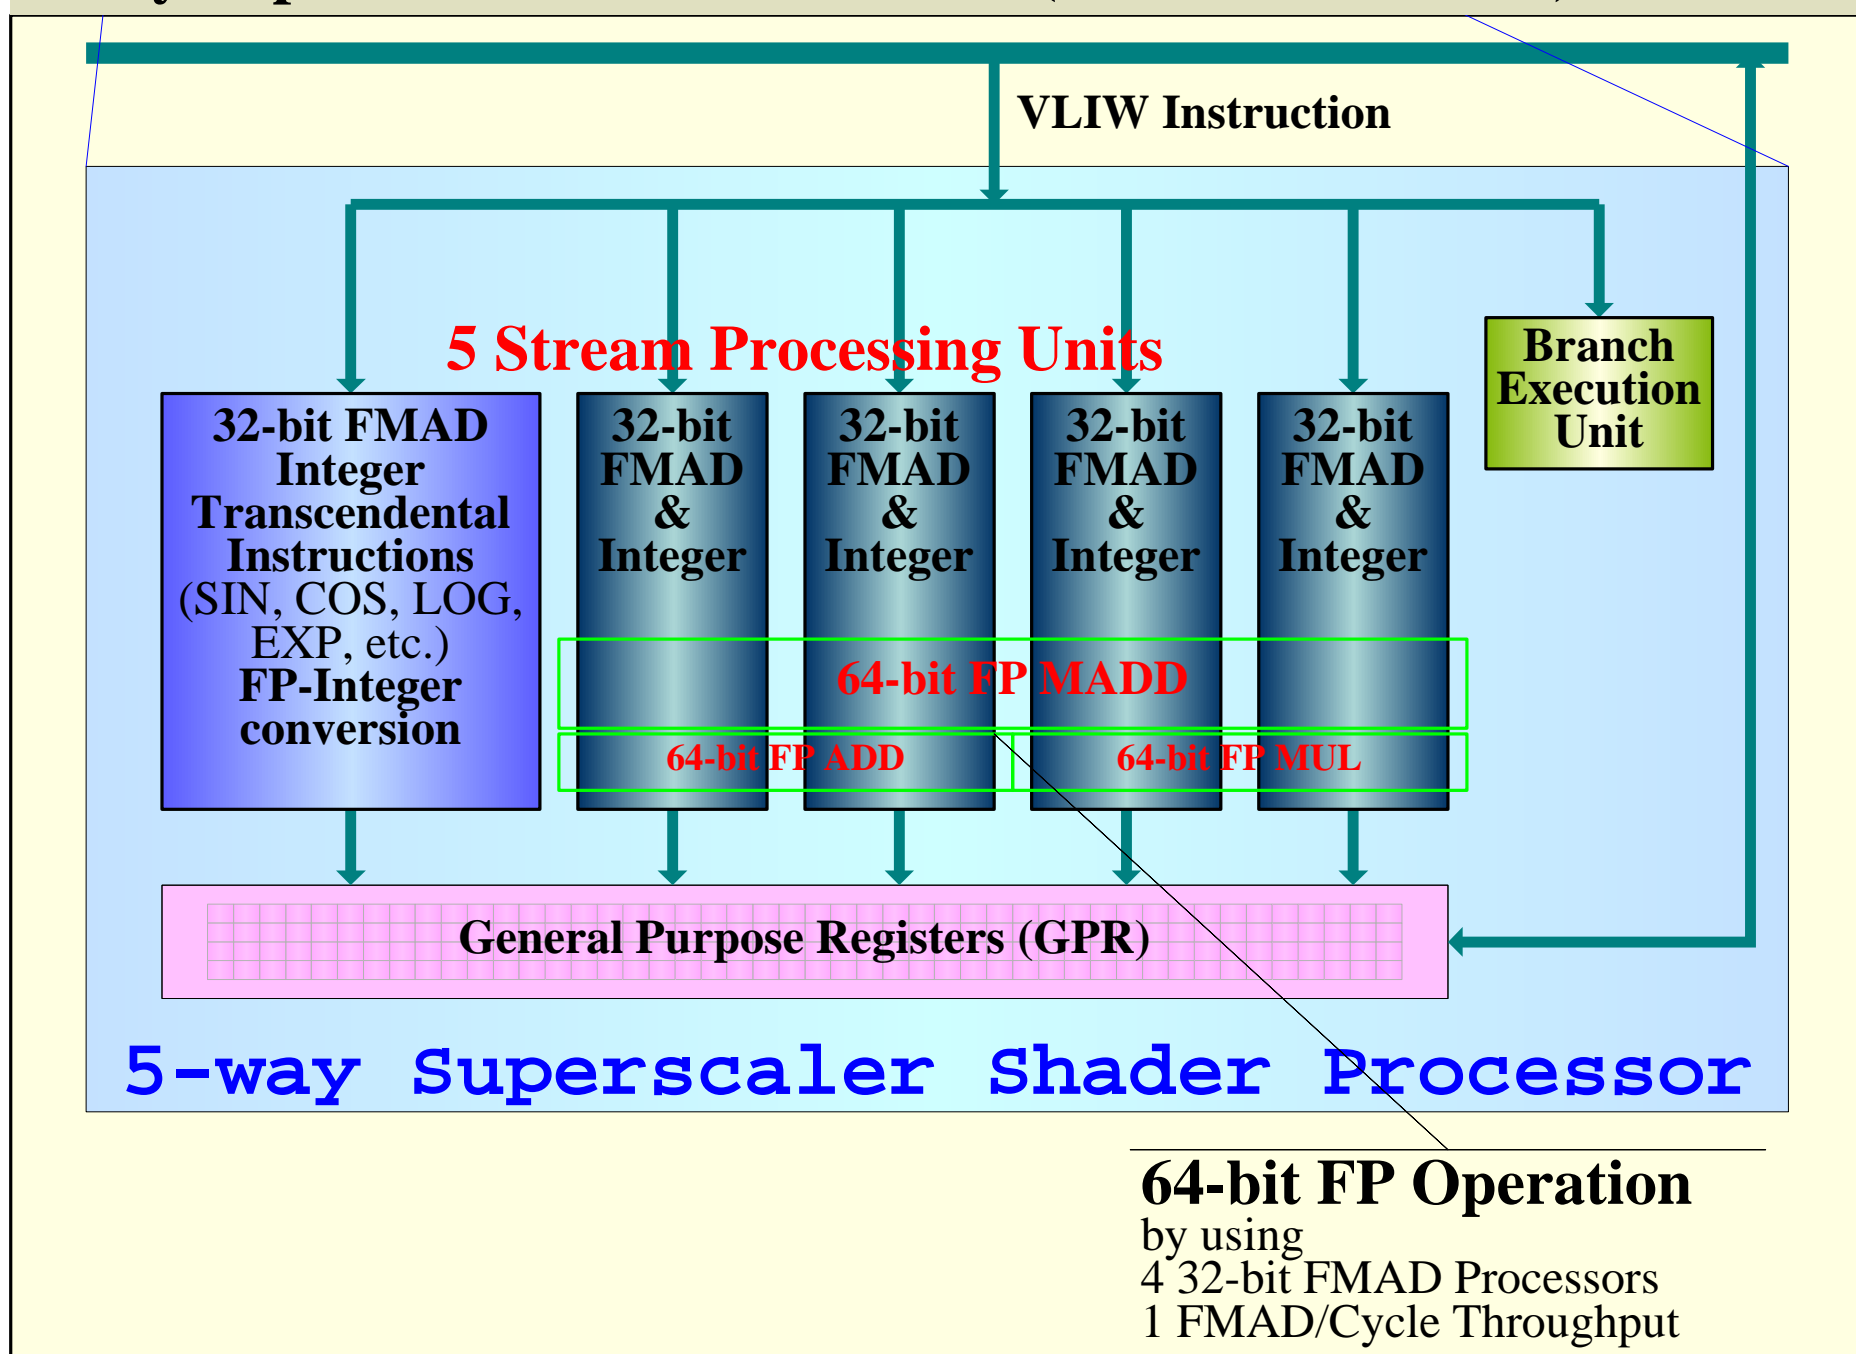 VLIW Instruction
5 Stream Processing Units
Branch
Execution
Unit
32-bit FMAD
Integer
Transcendental
Instructions
(SIN, COS, LOG,
EXP, etc.)
FP-Integer
conversion
32-bit
FMAD
&
Integer
32-bit
FMAD
&
Integer
32-bit
FMAD
&
Integer
32-bit
FMAD
&
Integer
64-bit FP MADD
64-bit FP ADD
64-bit FP MUL
General Purpose Registers (GPR)
5-way Superscaler Shader Processor
64-bit FP Operation
by using
4 32-bit FMAD Processors
1 FMAD/Cycle Throughput